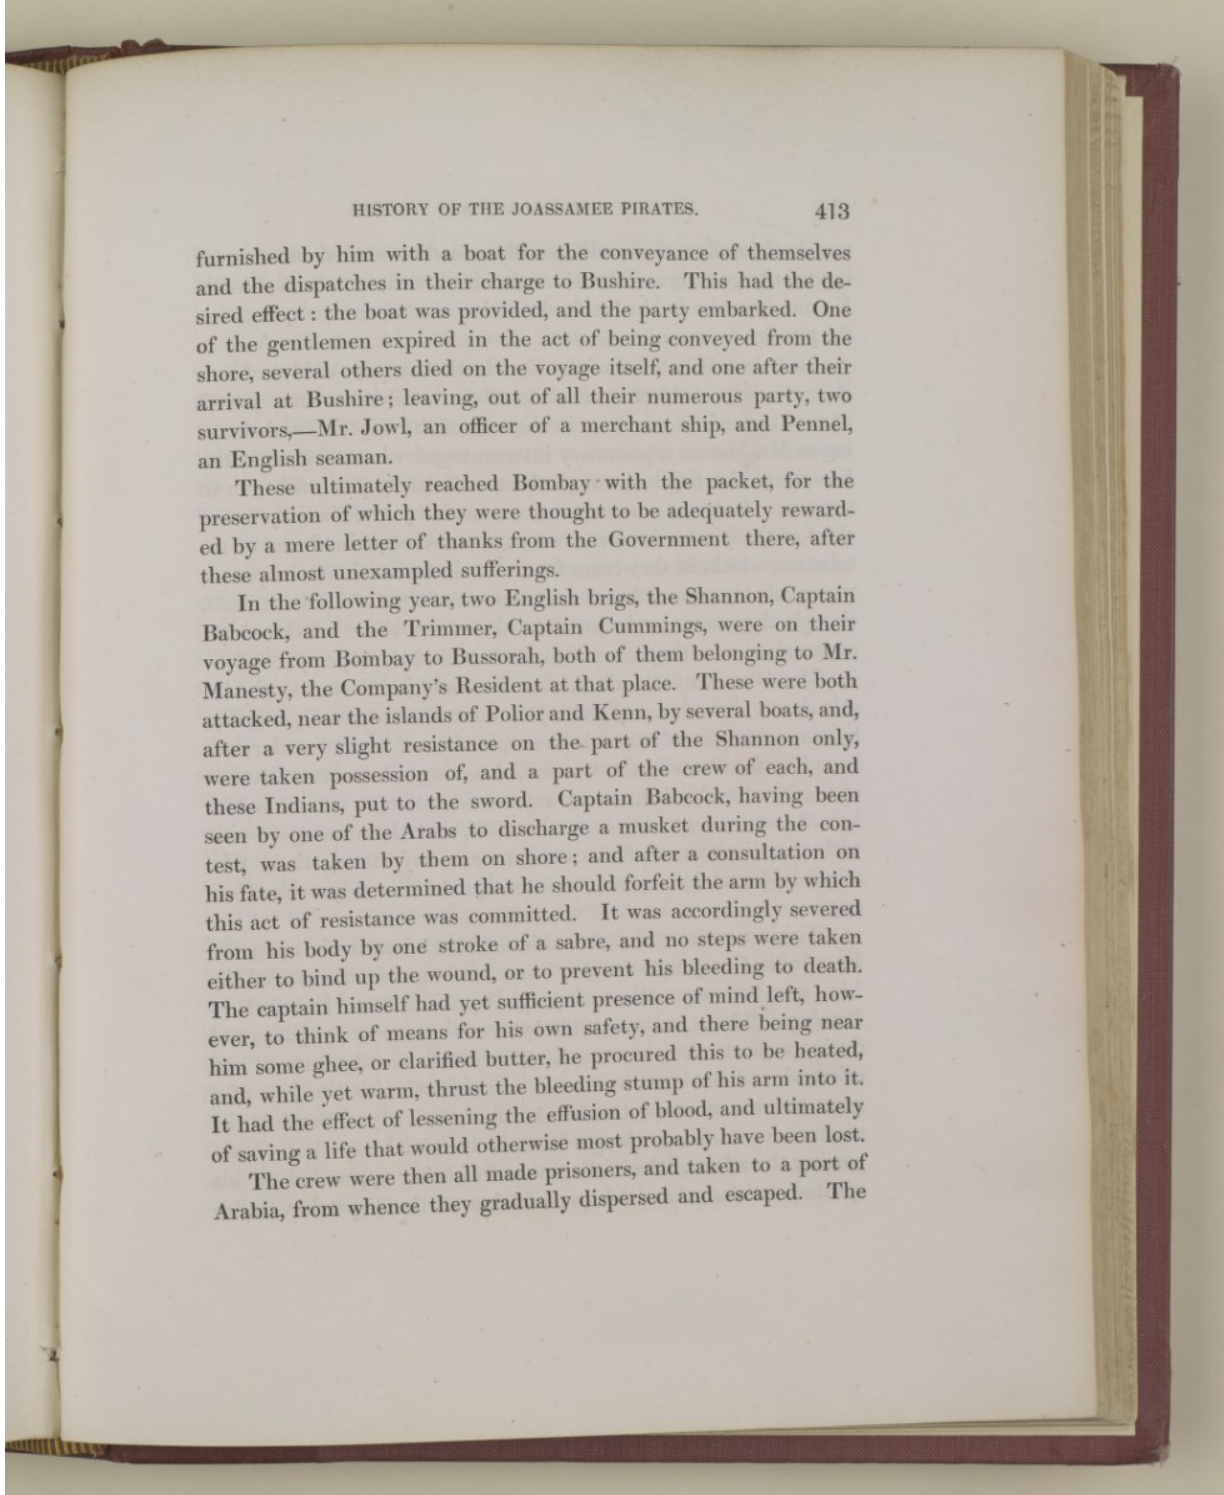 HISTORY OF THE JOASSAMEE PIRATES. 413
furnished by him with a boat for the conveyance of themselves
and the dispatches in their charge to Bushire. This had the de-
sired effect : the boat was provided, and the party embarked. One
of the gentlemen expired in the act of being conveyed from the
shore, several others died on the voyage itself, and one after their
arrival at Bushire ; leaving, out of all their numerous party, two
survivors,—Mr. Jowl, an officer of a merchant ship, and Pennel,
an English seaman.
These ultimately reached Bombay with the packet, for the
preservation of which they were thought to be adequately reward-
ed by a mere letter of thanks from the Government there, after
these almost unexampled sufferings.
In the following year, two English brigs, the Shannon, Captain
Babcock, and the Trimmer, Captain Cummings, were on their
voyage from Bombay to Bussorah, both of them belonging to Mr.
Manesty, the Company's Resident at that place. These were both
attacked, near the islands of Polior and Kenn, by several boats, and,
after a very slight resistance on the part of the Shannon only,
were taken possession of, and a part of the crew of each, and
these Indians, put to the sword. Captain Babcock, having been
seen by one of the Arabs to discharge a musket during the con-
test, was taken by them on shore ; and after a consultation on
his fate, it was determined that he should forfeit the arm by which
this act of resistance was committed. It was accordingly severed
from his body by one stroke of a sabre, and no steps were taken
either to bind up the wound, or to prevent his bleeding to death.
The captain himself had yet sufficient presence of mind left, how-
ever, to think of means for his own safety, and there being near
him some ghee, or clarified butter, he procured this to be heated,
and, while yet warm, thrust the bleeding stump of his arm into it.
It had the effect of lessening the effusion of blood, and ultimately
of saving a life that would otherwise most probably have been lost.
The crew were then all made prisoners, and taken to a port of
Arabia, from whence they gradually dispersed and escaped. The